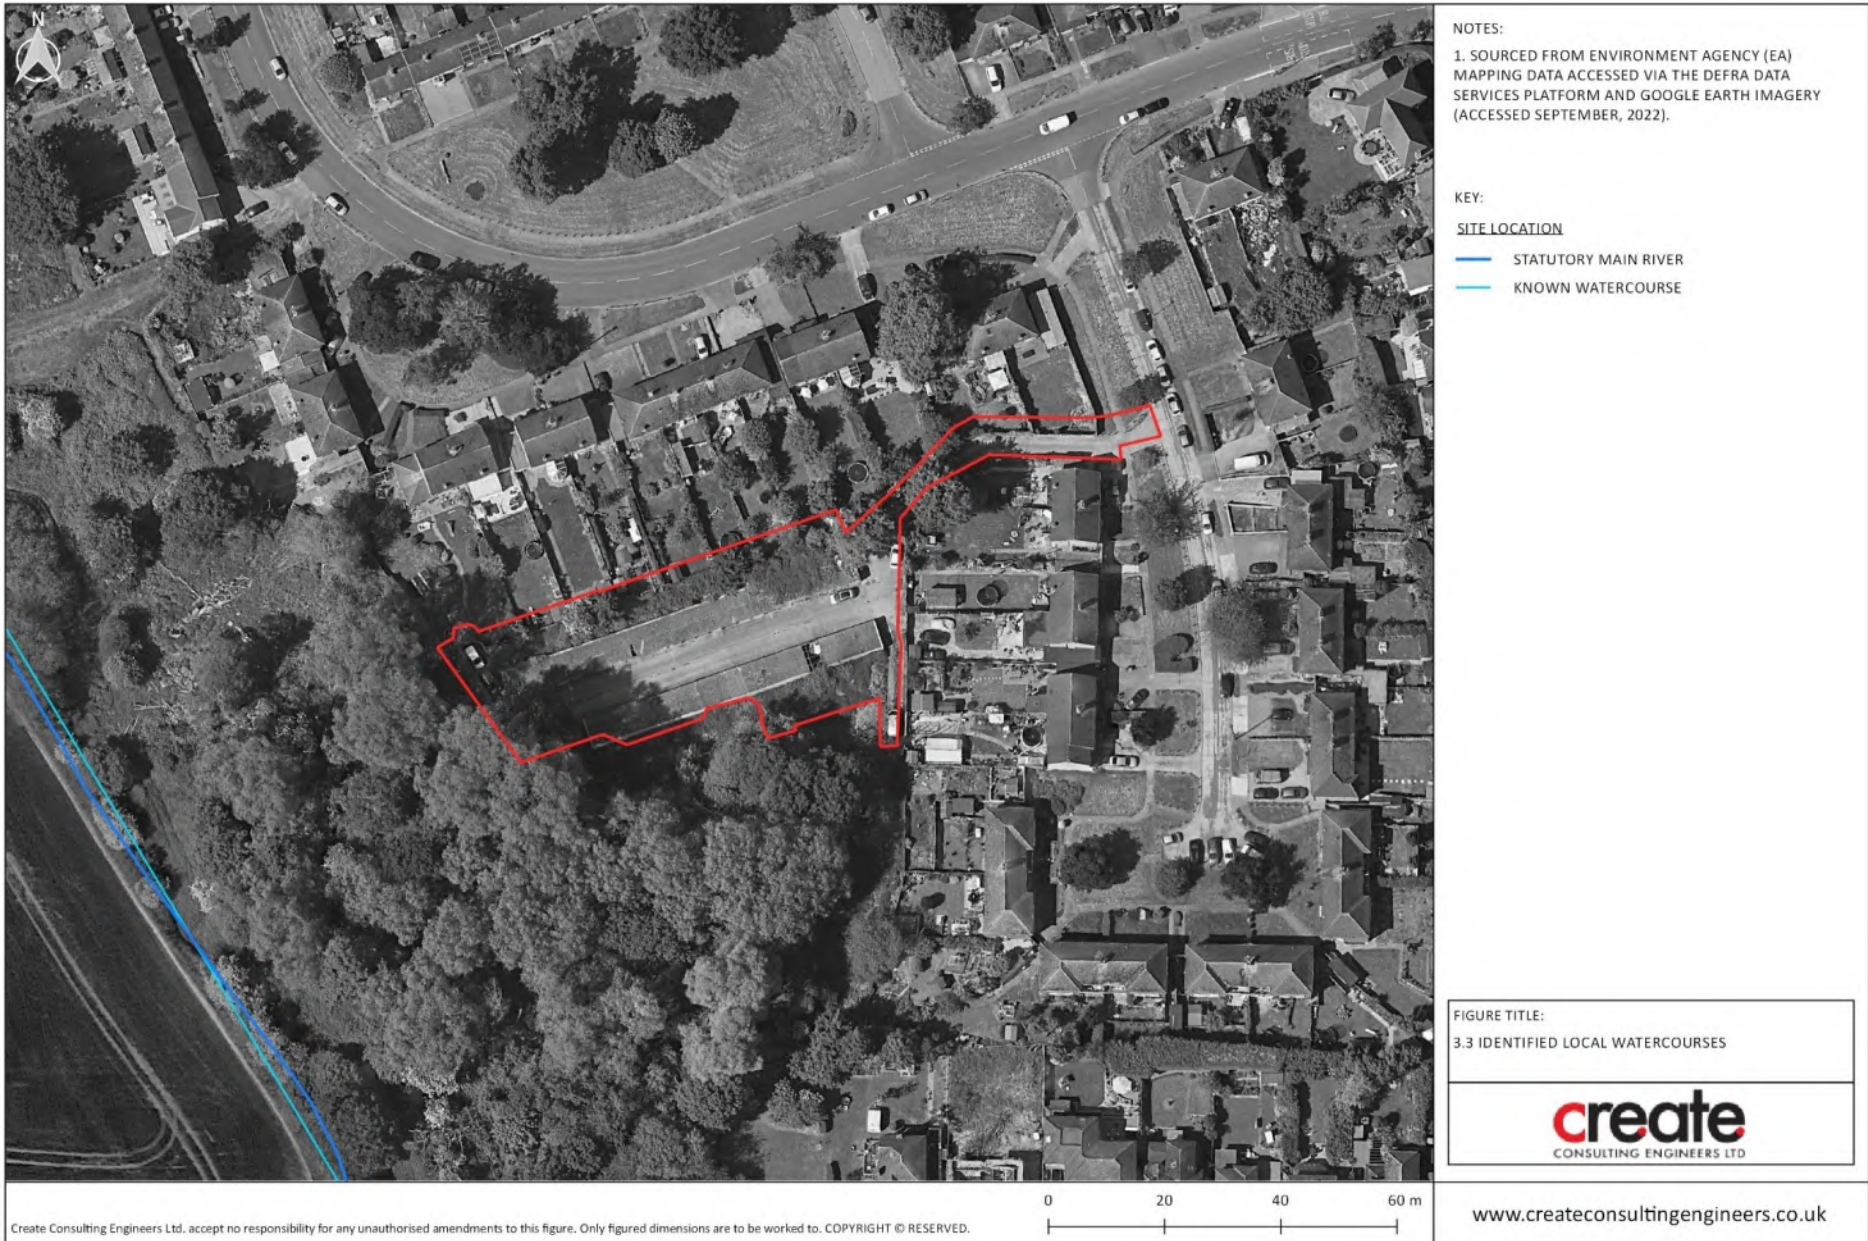 N
NOTES:
1. SOURCED FROM ENVIRONMENT AGENCY (EA)
MAPPING DATA ACCESSED VIA THE DEFRA DATA
SERVICES PLATFORM AND GOOGLE EARTH IMAGERY
(ACCESSED SEPTEMBER, 2022).
KEY:
SITE LOCATION
STATUTORY MAIN RIVER
KNOWN WATERCOURSE
FIGURE TITLE:
3.3 IDENTIFIED LOCAL WATERCOURSES
create
CONSULTING ENGINEERS LTD
0 20 40 60 m
Create Consulting Engineers Ltd. accept no responsibility for any unauthorised amendments to this figure. Only figured dimensions are to be worked to. COPYRIGHT © RESERVED.
www.createconsultingengineers.co.uk